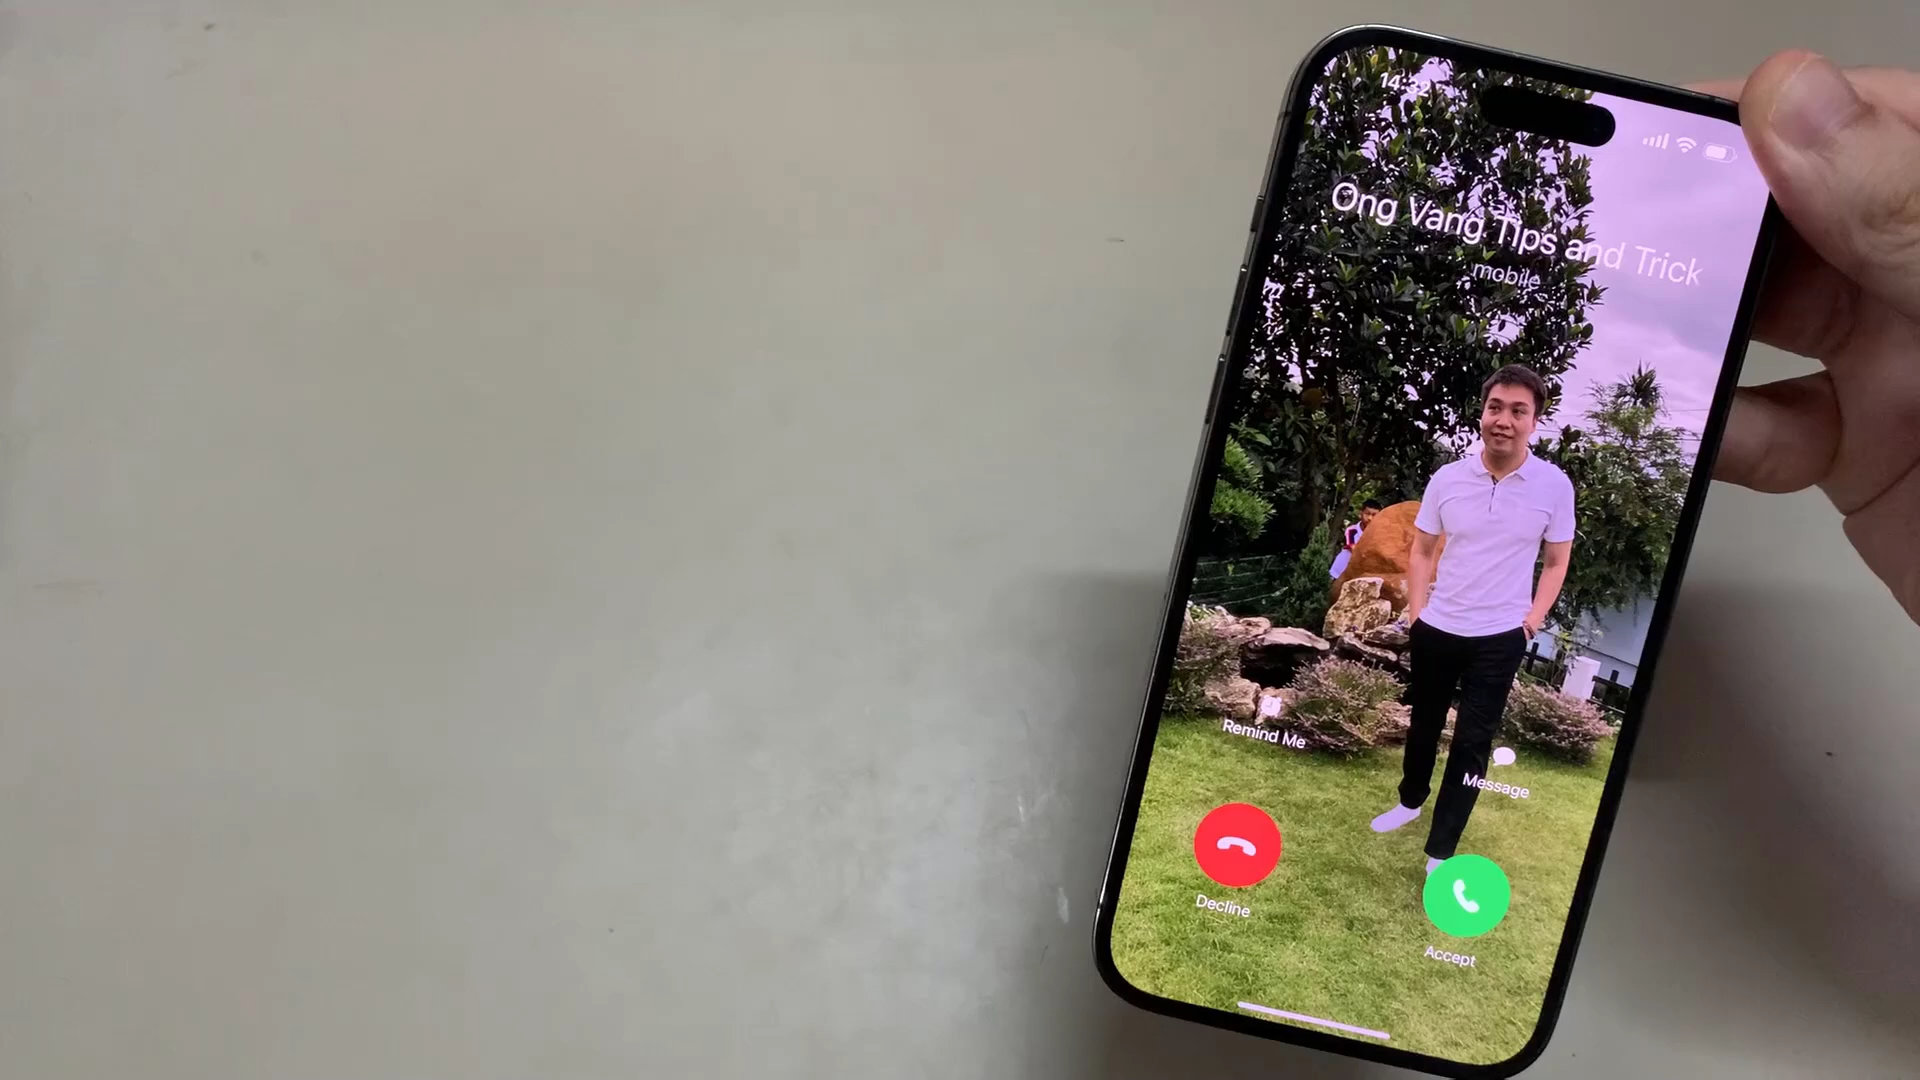 14:32
Ong Vang Tips and Trick
mobile
Remind Me
Message
Decline
Accept